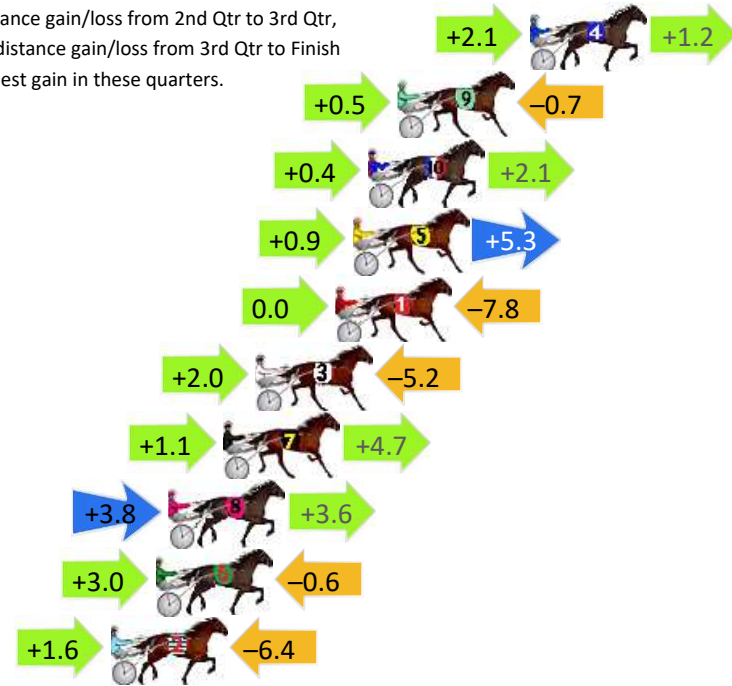 ance gain/loss from 2nd Qtr to 3rd Qtr,
distance gain/loss from 3rd Qtr to Finish
est gain in these quarters.
+2.1 4 +1.2
+0.5 9 –0.7
+0.4 10 +2.1
+0.9 5 +5.3
0.0 1 –7.8
+2.0 3 –5.2
+1.1 7 +4.7
+3.8 8 +3.6
+3.0 6 –0.6
+1.6 2 –6.4